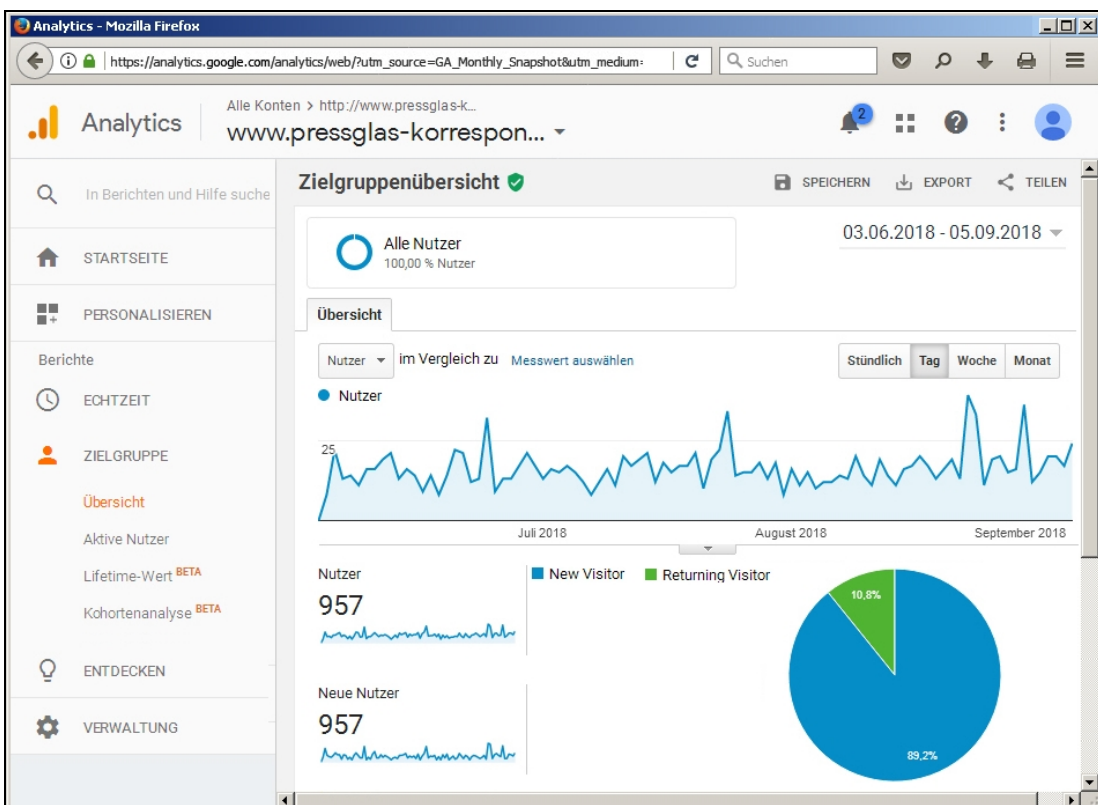 Analytics - Mozilla Firefox
https://analytics.google.com/analytics/web/?utm_source=GA_Monthly_Snapshot&utm_medium=
Suchen
Analytics
Alle Konten > http://www.pressglas-k...
www.pressglas-korrespon...
2
In Berichten und Hilfe suche
STARTSEITE
PERSONALISIEREN
Berichte
ECHTZEIT
ZIELGRUPPE
Übersicht
Aktive Nutzer
Lifetime-Wert BETA
Kohortenanalyse BETA
ENTDECKEN
VERWALTUNG
Zielgruppenübersicht
SPEICHERN EXPORT TEILEN
Alle Nutzer
100,00 % Nutzer
03.06.2018 - 05.09.2018
Übersicht
Nutzer im Vergleich zu Messwert auswählen
Stündlich Tag Woche Monat
Nutzer
25
Juli 2018 August 2018 September 2018
Nutzer
957
Neue Nutzer
957
New Visitor Returning Visitor
10,8%
89,2%